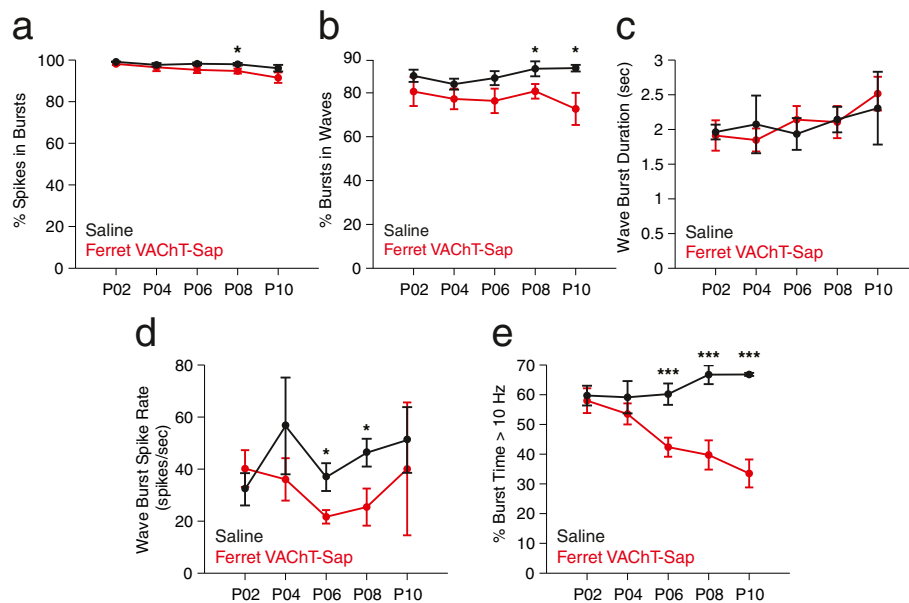 a
% Spikes in Bursts
100
80
60
40
20
0
*
Saline
Ferret VAChT-Sap
P02 P04 P06 P08 P10
b
% Bursts in Waves
90
80
60
40
20
0
* *
Saline
Ferret VAChT-Sap
P02 P04 P06 P08 P10
c
Wave Burst Duration (sec)
3
2.5
2
1.5
1
0
Saline
Ferret VAChT-Sap
P02 P04 P06 P08 P10
d
Wave Burst Spike Rate
(spikes/sec)
80
60
40
20
0
* *
Saline
Ferret VAChT-Sap
P02 P04 P06 P08 P10
e
% Burst Time > 10 Hz
70
60
50
40
30
20
10
0
*** *** ***
Saline
Ferret VAChT-Sap
P02 P04 P06 P08 P10